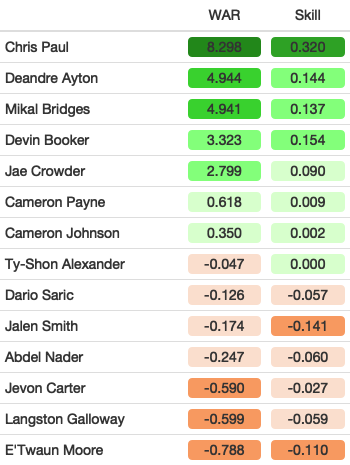 WAR Skill
Chris Paul 8.298 0.320
Deandre Ayton 4.944 0.144
Mikal Bridges 4.941 0.137
Devin Booker 3.323 0.154
Jae Crowder 2.799 0.090
Cameron Payne 0.618 0.009
Cameron Johnson 0.350 0.002
Ty-Shon Alexander -0.047 0.000
Dario Saric -0.126 -0.057
Jalen Smith -0.174 -0.141
Abdel Nader -0.247 -0.060
Jevon Carter -0.590 -0.027
Langston Galloway -0.599 -0.059
E'Twaun Moore -0.788 -0.110